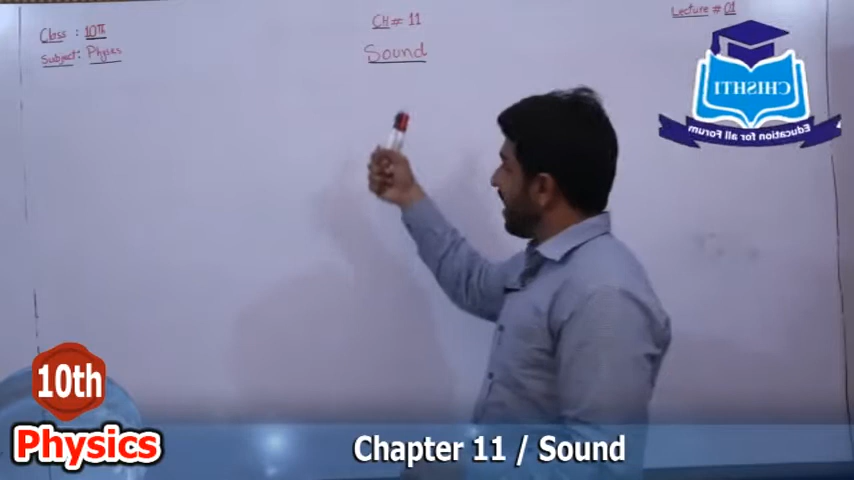 Class : 10th
Subject: Physics
CH# 11
Sound
Lecture # 01
CHISHTI
Education for all Forum
10th
Physics
Chapter 11 / Sound